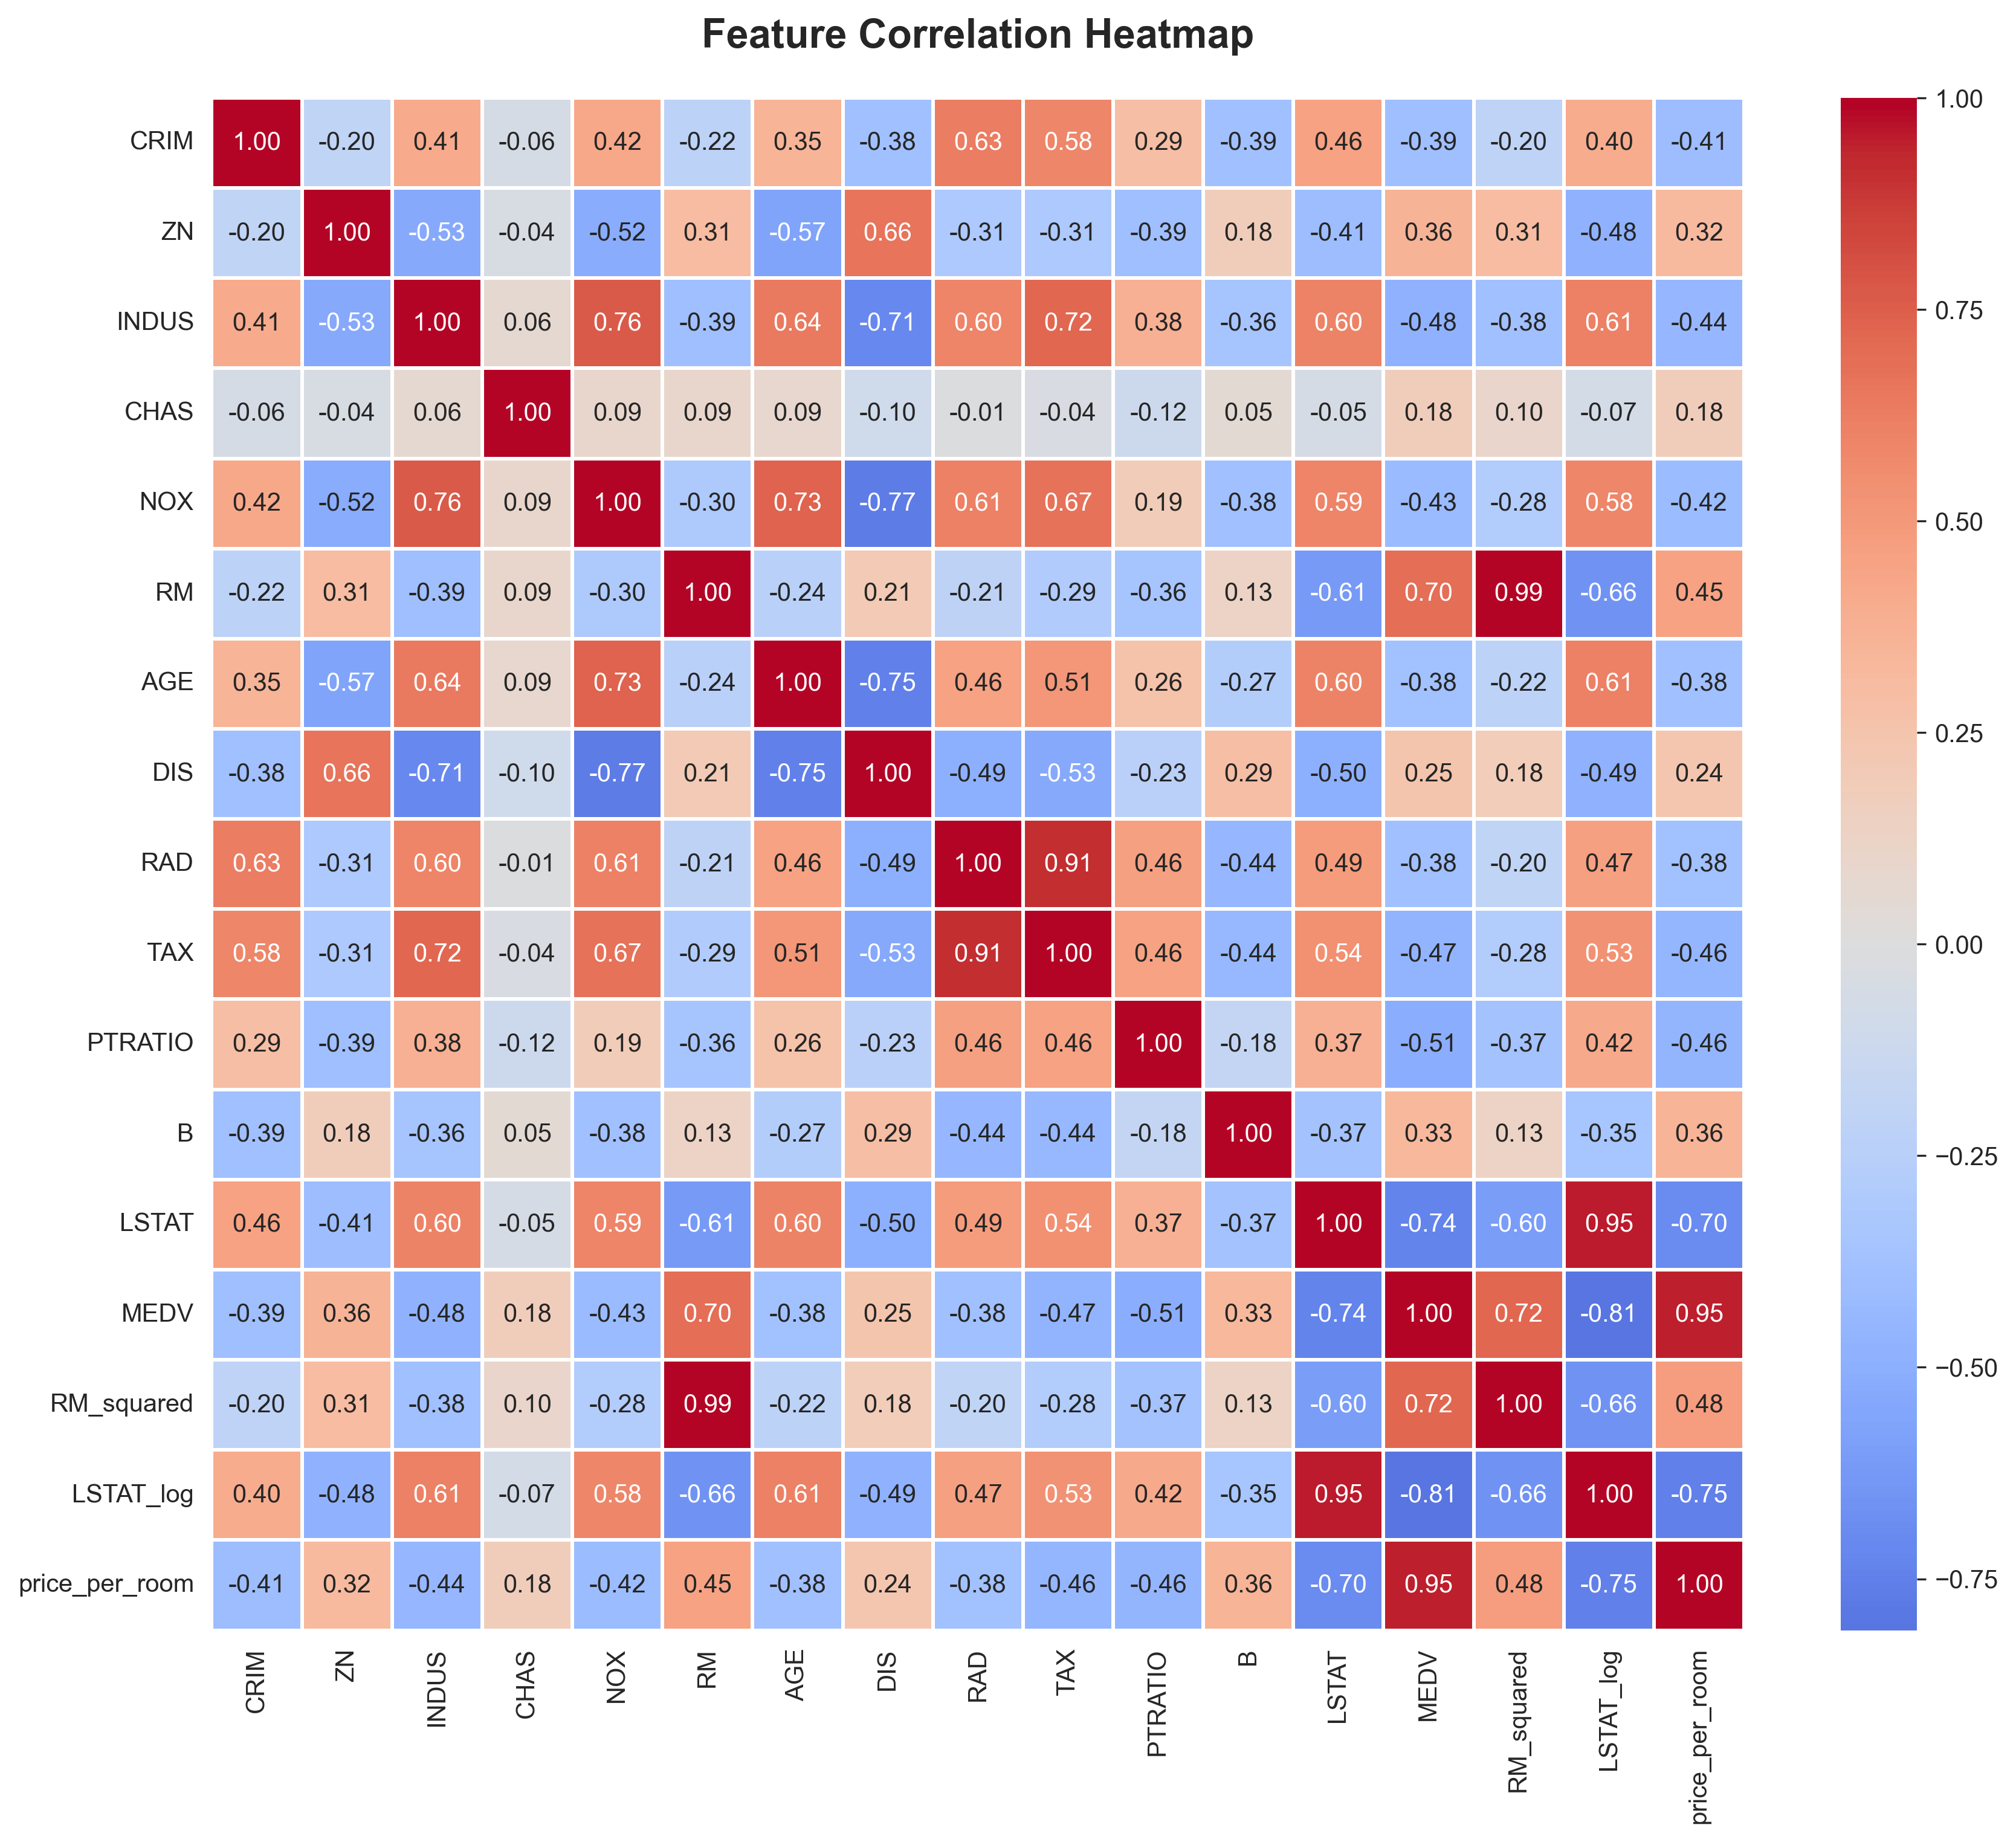 Feature Correlation Heatmap
CRIM 1.00 -0.20 0.41 -0.06 0.42 -0.22 0.35 -0.38 0.63 0.58 0.29 -0.39 0.46 -0.39 -0.20 0.40 -0.41
ZN -0.20 1.00 -0.53 -0.04 -0.52 0.31 -0.57 0.66 -0.31 -0.31 -0.39 0.18 -0.41 0.36 0.31 -0.48 0.32
INDUS 0.41 -0.53 1.00 0.06 0.76 -0.39 0.64 -0.71 0.60 0.72 0.38 -0.36 0.60 -0.48 -0.38 0.61 -0.44
CHAS -0.06 -0.04 0.06 1.00 0.09 0.09 0.09 -0.10 -0.01 -0.04 -0.12 0.05 -0.05 0.18 0.10 -0.07 0.18
NOX 0.42 -0.52 0.76 0.09 1.00 -0.30 0.73 -0.77 0.61 0.67 0.19 -0.38 0.59 -0.43 -0.28 0.58 -0.42
RM -0.22 0.31 -0.39 0.09 -0.30 1.00 -0.24 0.21 -0.21 -0.29 -0.36 0.13 -0.61 0.70 0.99 -0.66 0.45
AGE 0.35 -0.57 0.64 0.09 0.73 -0.24 1.00 -0.75 0.46 0.51 0.26 -0.27 0.60 -0.38 -0.22 0.61 -0.38
DIS -0.38 0.66 -0.71 -0.10 -0.77 0.21 -0.75 1.00 -0.49 -0.53 -0.23 0.29 -0.50 0.25 0.18 -0.49 0.24
RAD 0.63 -0.31 0.60 -0.01 0.61 -0.21 0.46 -0.49 1.00 0.91 0.46 -0.44 0.49 -0.38 -0.20 0.47 -0.38
TAX 0.58 -0.31 0.72 -0.04 0.67 -0.29 0.51 -0.53 0.91 1.00 0.46 -0.44 0.54 -0.47 -0.28 0.53 -0.46
PTRATIO 0.29 -0.39 0.38 -0.12 0.19 -0.36 0.26 -0.23 0.46 0.46 1.00 -0.18 0.37 -0.51 -0.37 0.42 -0.46
B -0.39 0.18 -0.36 0.05 -0.38 0.13 -0.27 0.29 -0.44 -0.44 -0.18 1.00 -0.37 0.33 0.13 -0.35 0.36
LSTAT 0.46 -0.41 0.60 -0.05 0.59 -0.61 0.60 -0.50 0.49 0.54 0.37 -0.37 1.00 -0.74 -0.60 0.95 -0.70
MEDV -0.39 0.36 -0.48 0.18 -0.43 0.70 -0.38 0.25 -0.38 -0.47 -0.51 0.33 -0.74 1.00 0.72 -0.81 0.95
RM_squared -0.20 0.31 -0.38 0.10 -0.28 0.99 -0.22 0.18 -0.20 -0.28 -0.37 0.13 -0.60 0.72 1.00 -0.66 0.48
LSTAT_log 0.40 -0.48 0.61 -0.07 0.58 -0.66 0.61 -0.49 0.47 0.53 0.42 -0.35 0.95 -0.81 -0.66 1.00 -0.75
price_per_room -0.41 0.32 -0.44 0.18 -0.42 0.45 -0.38 0.24 -0.38 -0.46 -0.46 0.36 -0.70 0.95 0.48 -0.75 1.00
CRIM ZN INDUS CHAS NOX RM AGE DIS RAD TAX PTRATIO B LSTAT MEDV RM_squared LSTAT_log price_per_room
1.00
0.75
0.50
0.25
0.00
−0.25
−0.50
−0.75